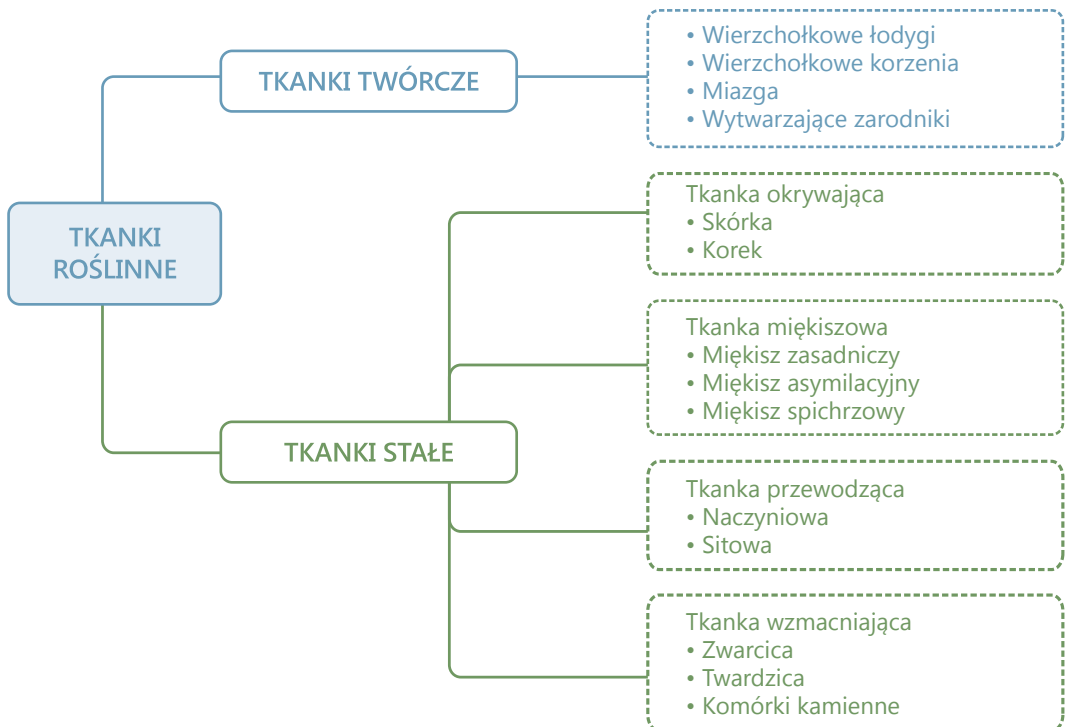 TKANKI
ROŚLINNE
TKANKI TWÓRCZE
• Wierzchołkowe łodygi
• Wierzchołkowe korzenia
• Miazga
• Wytwarzające zarodniki
TKANKI STAŁE
Tkanka okrywająca
• Skórka
• Korek
Tkanka miękiszowa
• Miękisz zasadniczy
• Miękisz asymilacyjny
• Miękisz spichrzowy
Tkanka przewodząca
• Naczyniowa
• Sitowa
Tkanka wzmacniająca
• Zwarcica
• Twardzica
• Komórki kamienne